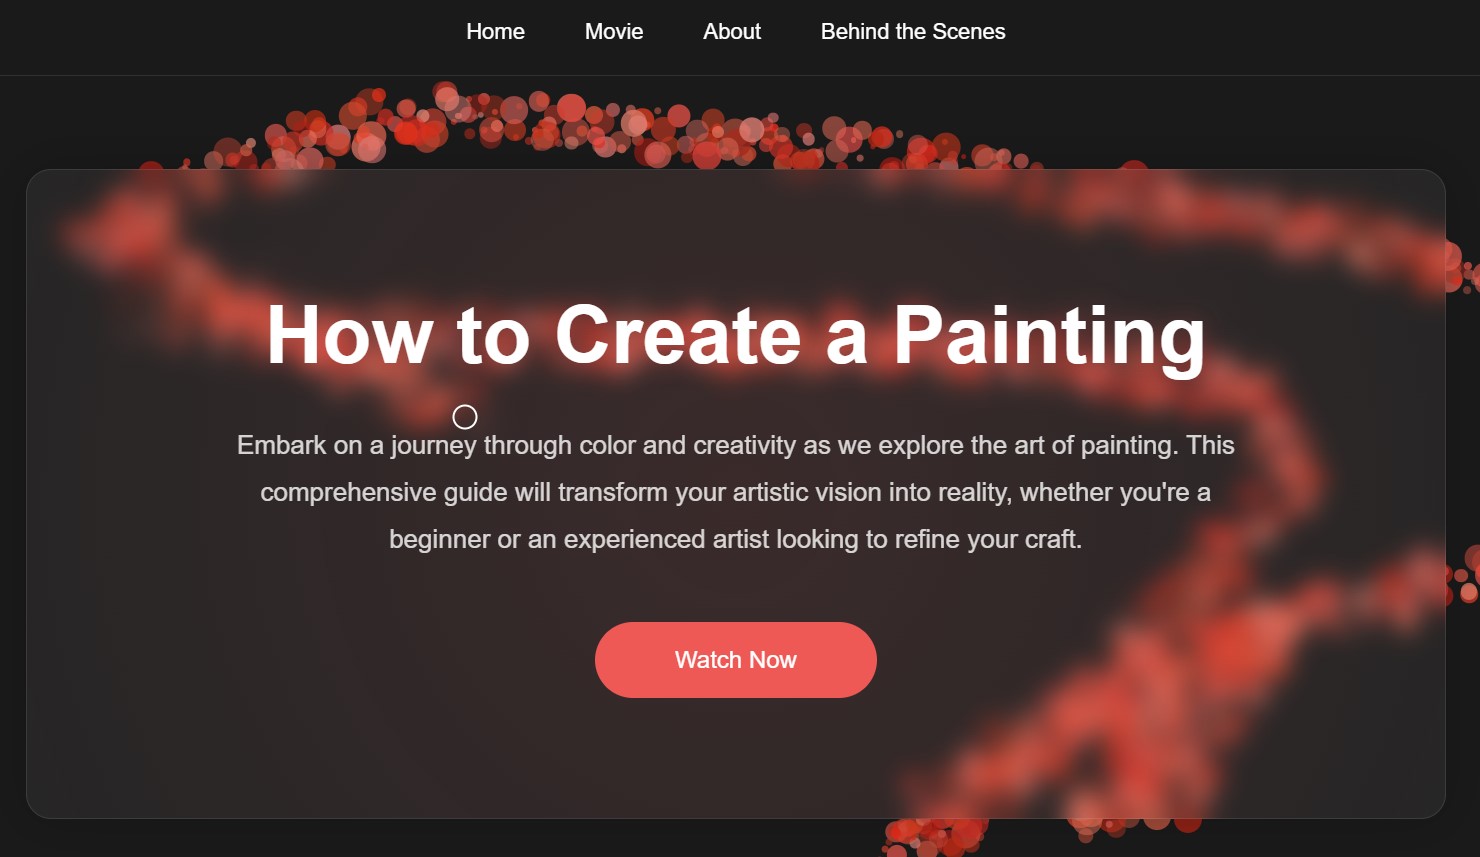 Home Movie About Behind the Scenes
How to Create a Painting
Embark on a journey through color and creativity as we explore the art of painting. This
comprehensive guide will transform your artistic vision into reality, whether you're a
beginner or an experienced artist looking to refine your craft.
Watch Now